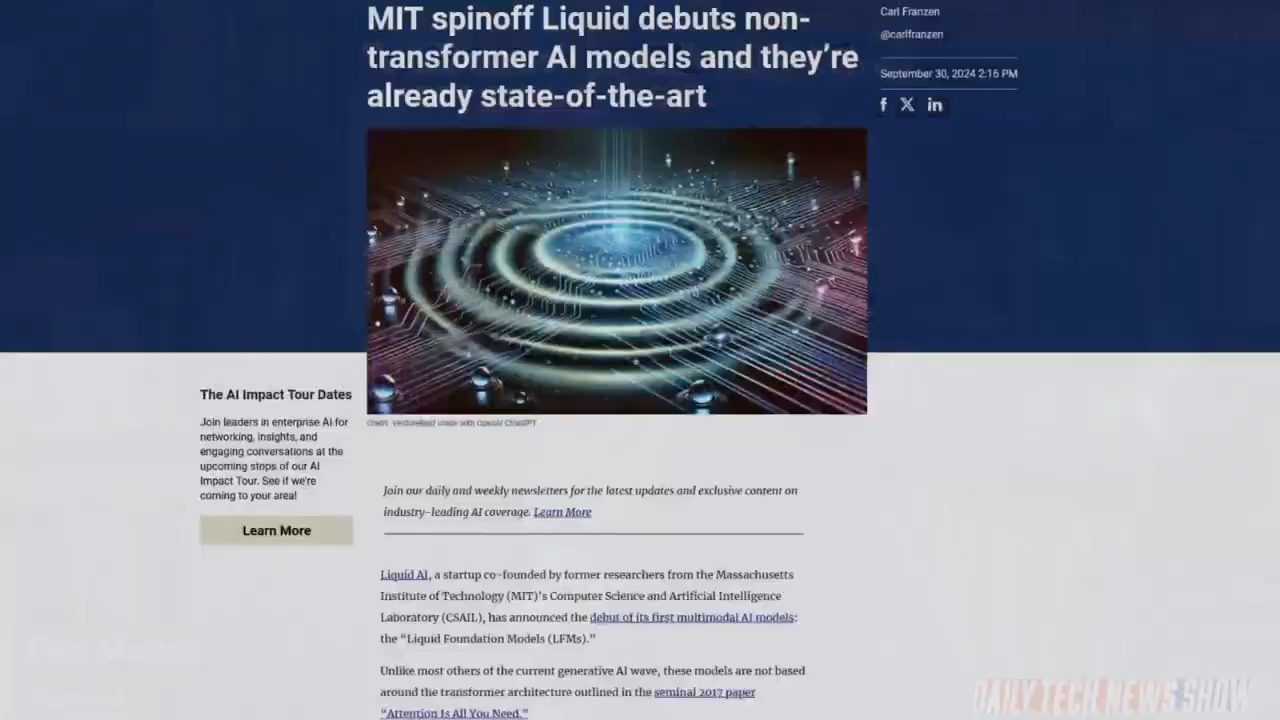 MIT spinoff Liquid debuts non-
transformer AI models and they're
already state-of-the-art
Carl Franzen
@carlfranzen
September 30, 2024 2:16 PM
The AI Impact Tour Dates
Join leaders in enterprise AI for
networking, insights, and
engaging conversations at the
upcoming stops of our AI
Impact Tour. See if we're
coming to your area!
Learn More
Credit: VentureBeat made with OpenAI ChatGPT
Join our daily and weekly newsletters for the latest updates and exclusive content on
industry-leading AI coverage. Learn More
Liquid AI, a startup co-founded by former researchers from the Massachusetts
Institute of Technology (MIT)'s Computer Science and Artificial Intelligence
Laboratory (CSAIL), has announced the debut of its first multimodal AI models:
the “Liquid Foundation Models (LFMs).”
Unlike most others of the current generative AI wave, these models are not based
around the transformer architecture outlined in the seminal 2017 paper
“Attention Is All You Need.”
DAILY TECH NEWS SHOW